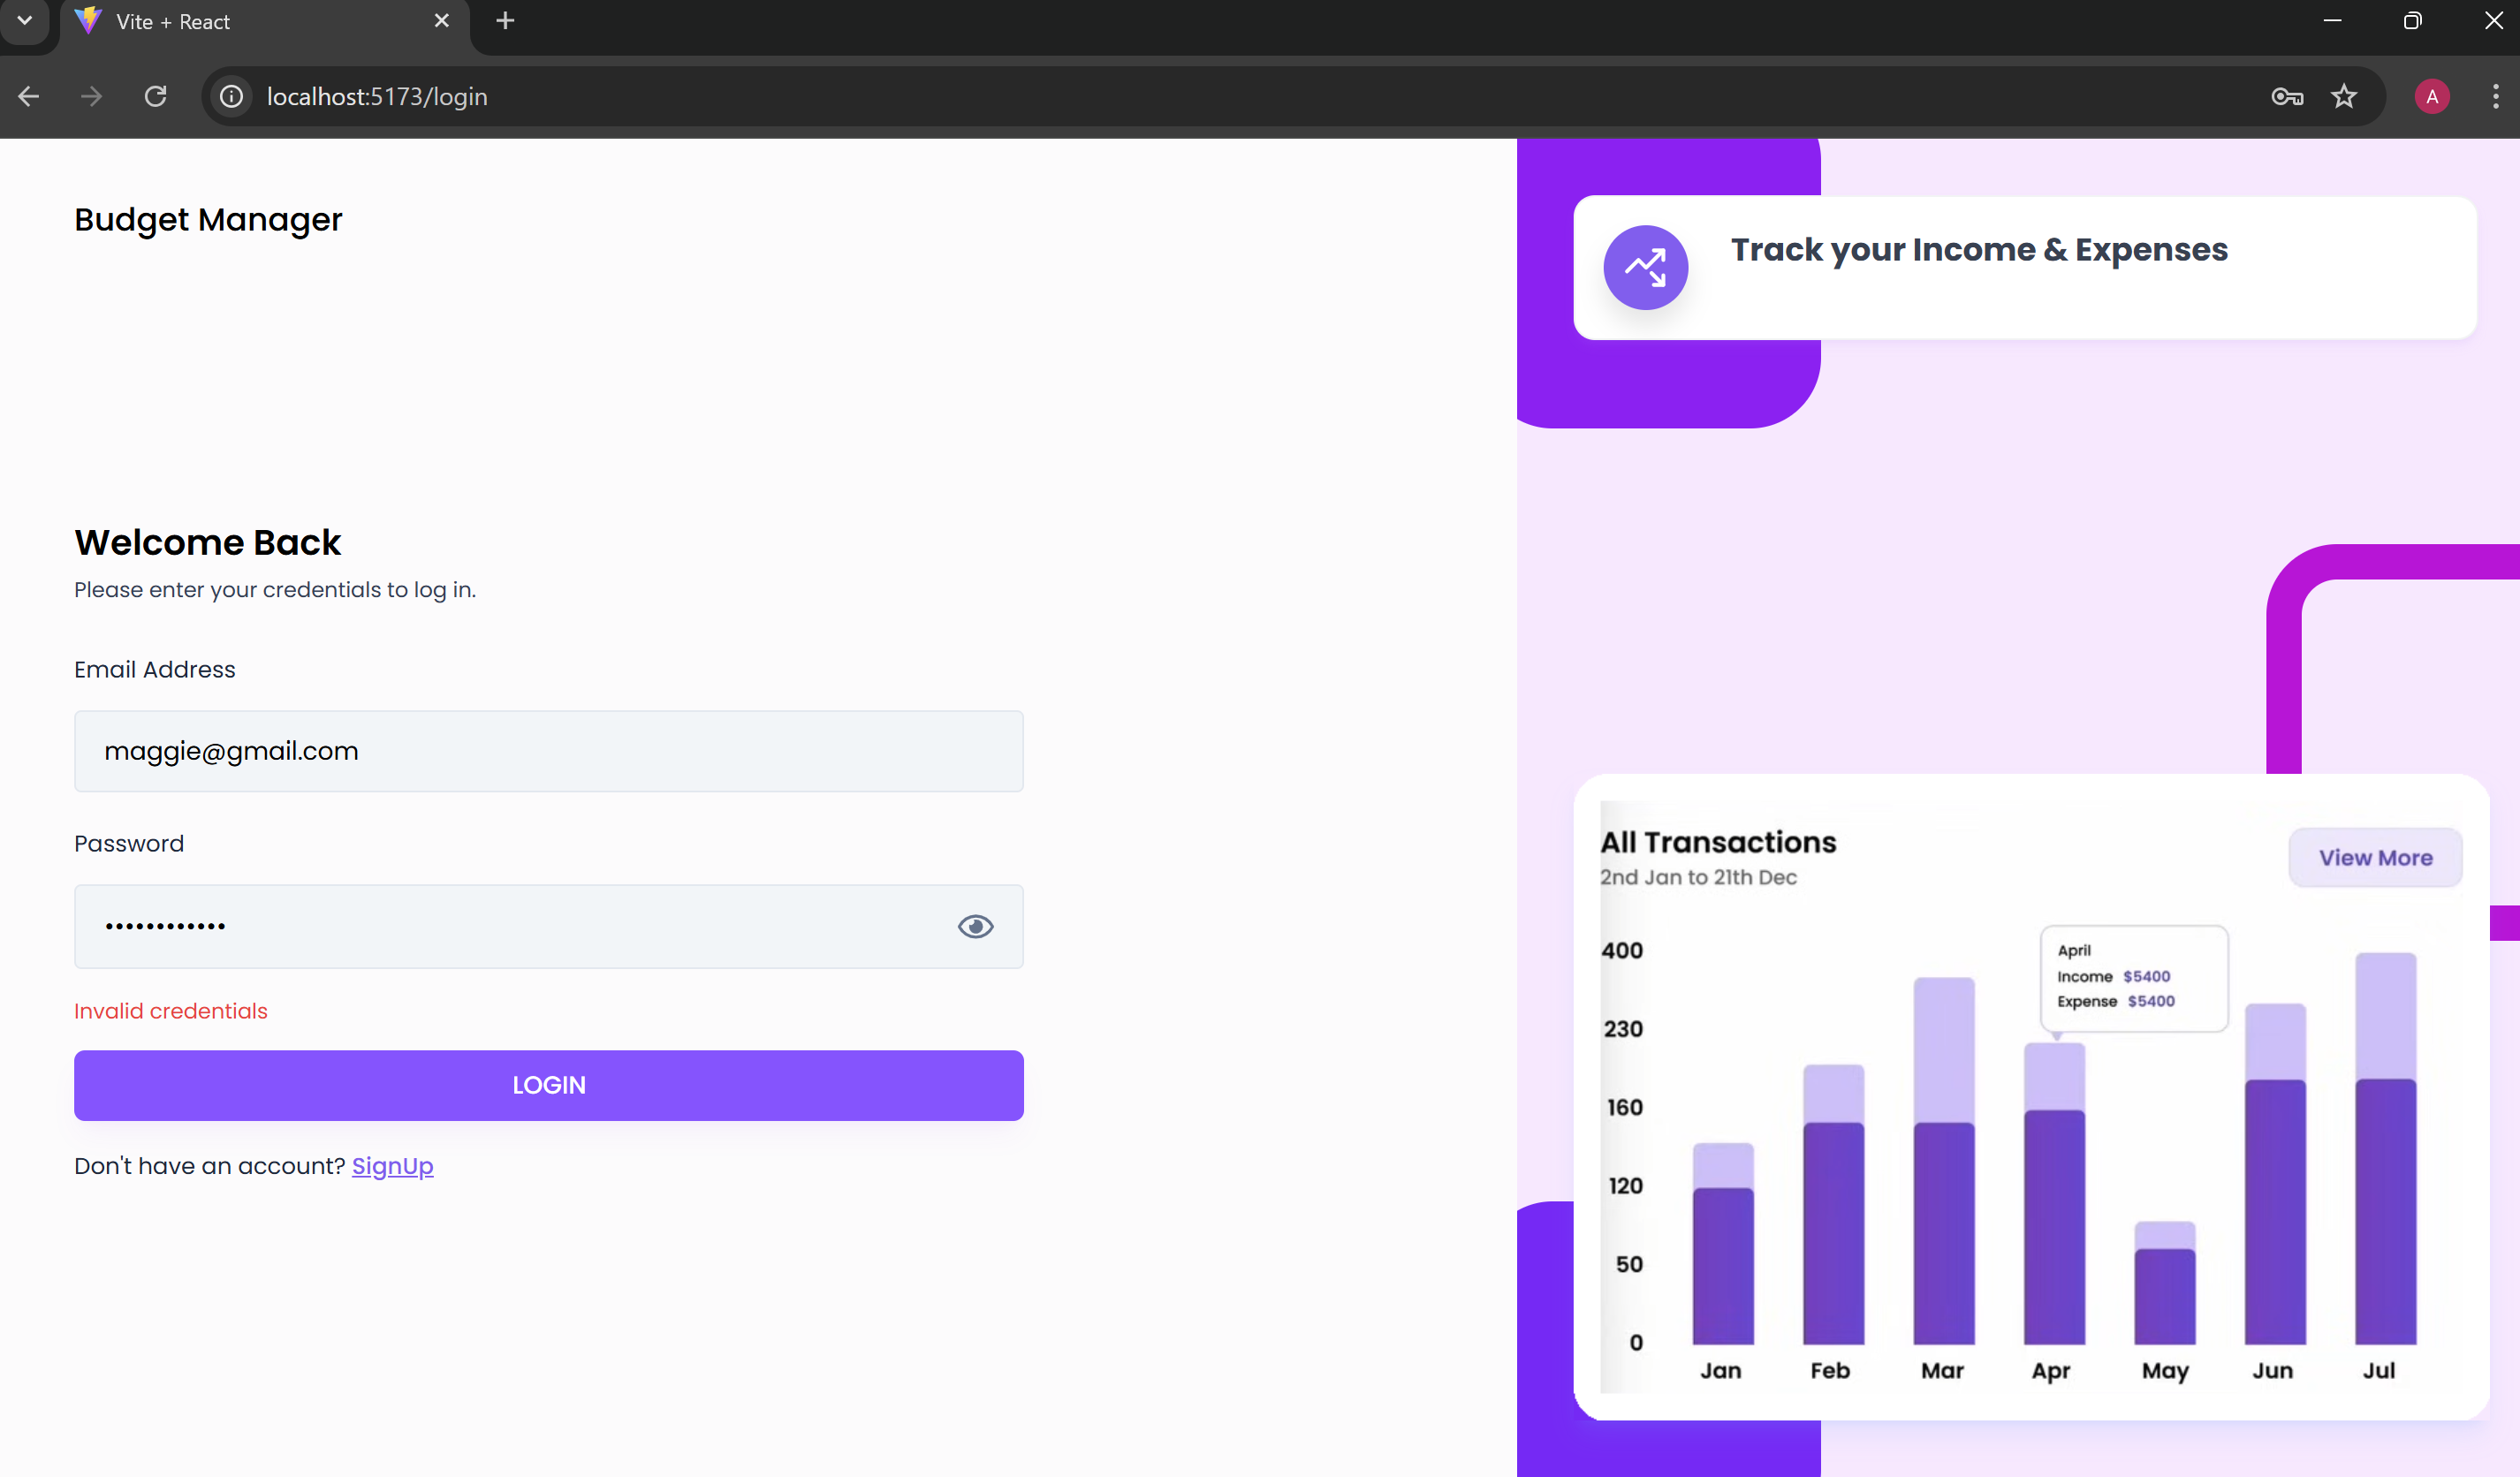 Vite + React
localhost:5173/login
A
Budget Manager
Welcome Back
Please enter your credentials to log in.
Email Address
maggie@gmail.com
Password
••••••••••••
Invalid credentials
LOGIN
Don't have an account? SignUp
Track your Income & Expenses
All Transactions
2nd Jan to 21th Dec
View More
April
Income $5400
Expense $5400
400
230
160
120
50
0
Jan Feb Mar Apr May Jun Jul